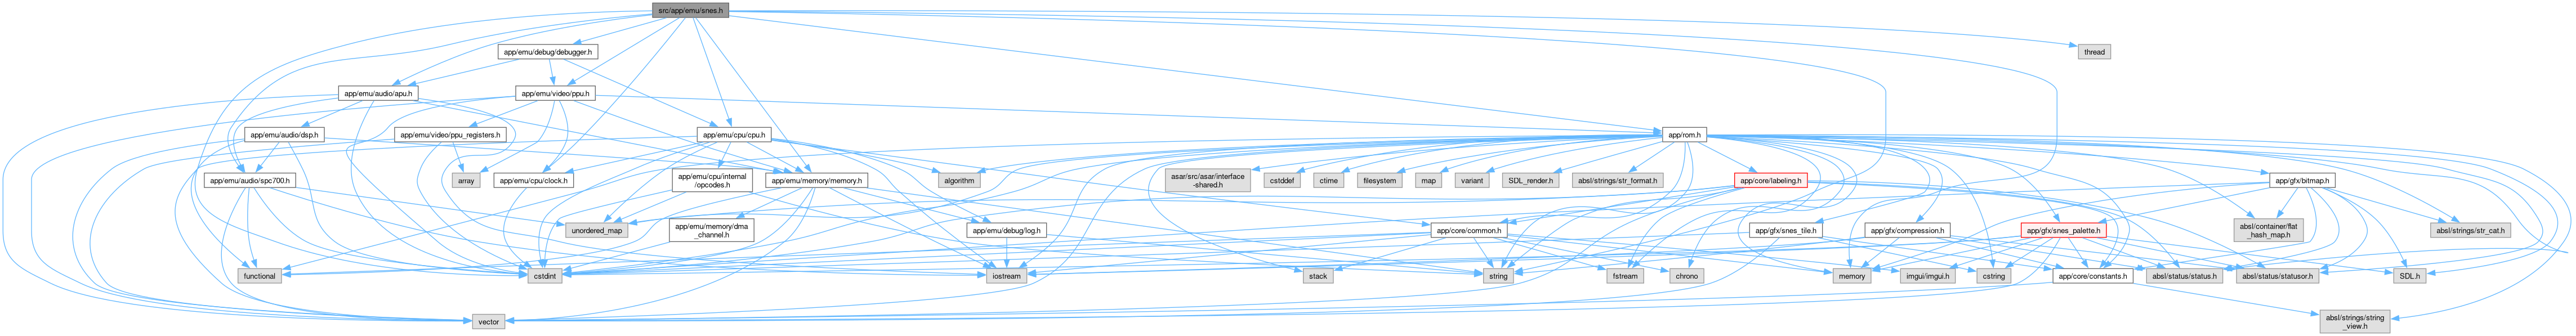 src/app/emu/snes.h
app/emu/debug/debugger.h
thread
app/emu/audio/apu.h
app/emu/video/ppu.h
app/emu/audio/dsp.h
app/emu/video/ppu_registers.h
app/emu/cpu/cpu.h
app/rom.h
app/emu/audio/spc700.h
array
app/emu/cpu/clock.h
app/emu/cpu/internal
/opcodes.h
app/emu/memory/memory.h
algorithm
asar/src/asar/interface
-shared.h
cstddef
ctime
filesystem
map
variant
SDL_render.h
absl/strings/str_format.h
app/core/labeling.h
app/gfx/bitmap.h
unordered_map
app/emu/memory/dma
_channel.h
app/emu/debug/log.h
app/core/common.h
app/gfx/snes_tile.h
app/gfx/compression.h
app/gfx/snes_palette.h
absl/container/flat
_hash_map.h
absl/strings/str_cat.h
functional
cstdint
iostream
stack
string
fstream
chrono
memory
imgui/imgui.h
cstring
app/core/constants.h
absl/status/status.h
absl/status/statusor.h
SDL.h
vector
absl/strings/string
_view.h